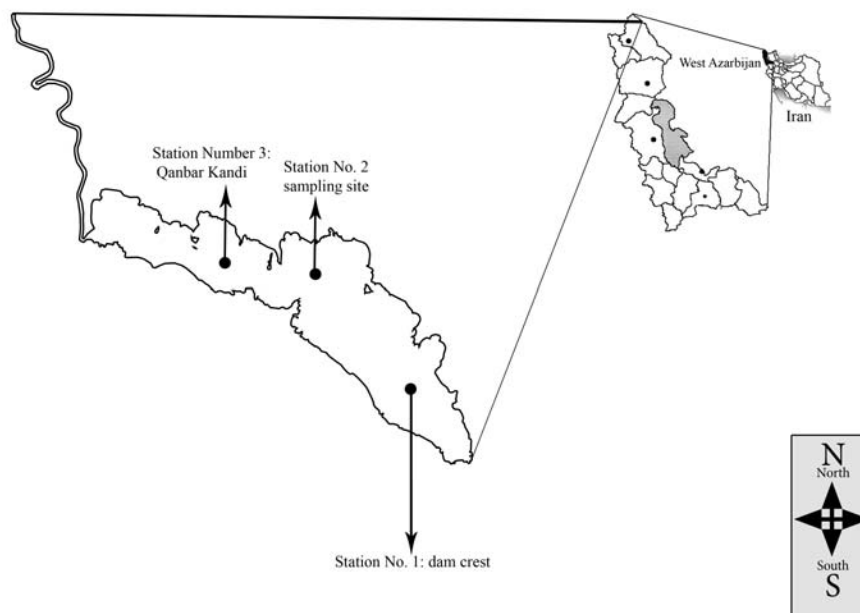 West Azarbijan
Iran
Station Number 3:
Qanbar Kandi
Station No. 2
sampling site
Station No. 1: dam crest
N
North
South
S